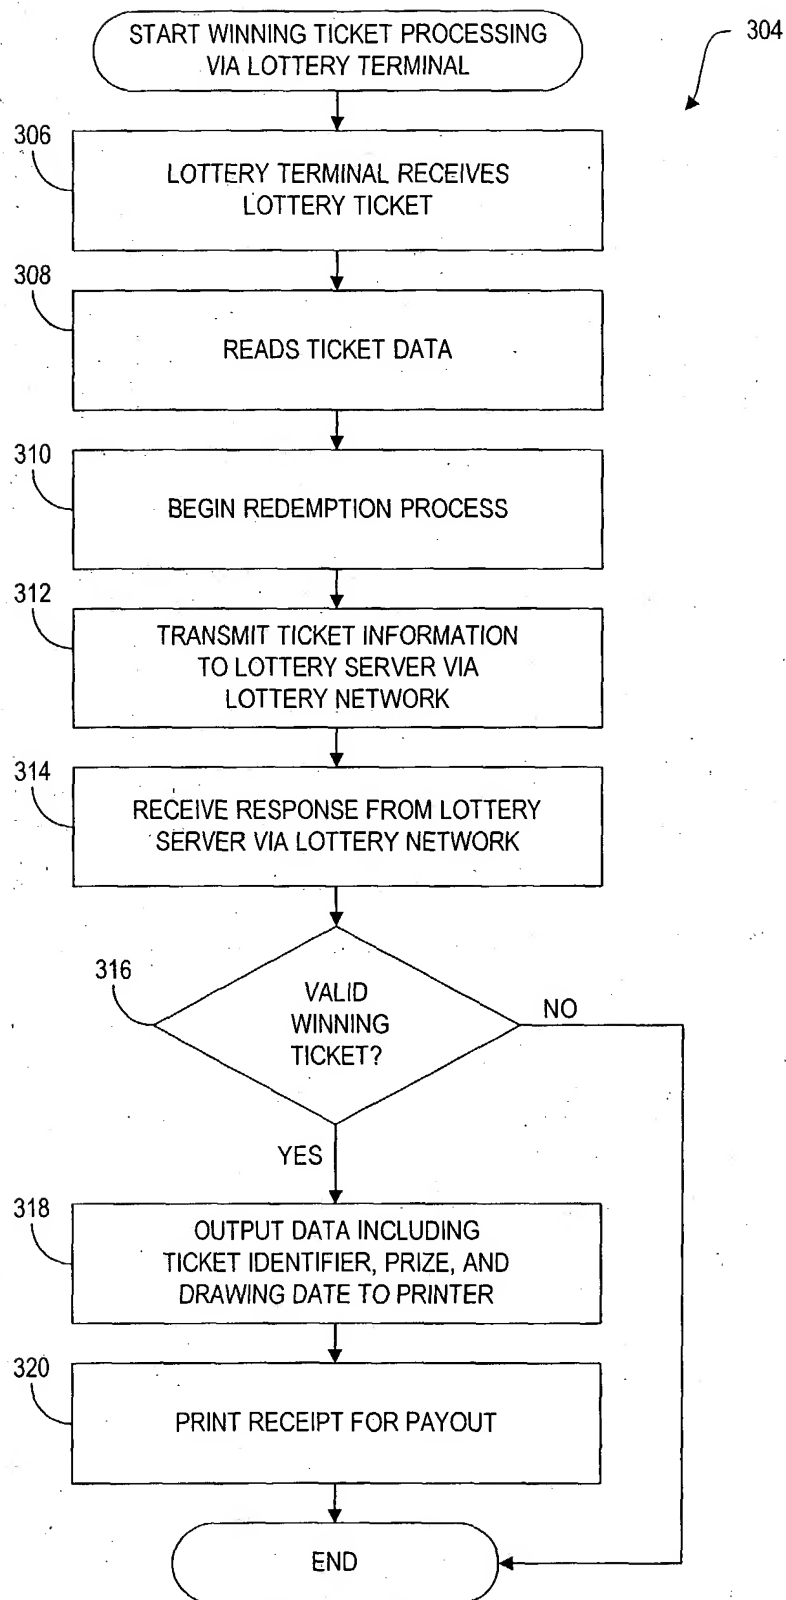 START WINNING TICKET PROCESSING
VIA LOTTERY TERMINAL
304
306
LOTTERY TERMINAL RECEIVES
LOTTERY TICKET
308
READS TICKET DATA
310
BEGIN REDEMPTION PROCESS
312
TRANSMIT TICKET INFORMATION
TO LOTTERY SERVER VIA
LOTTERY NETWORK
314
RECEIVE RESPONSE FROM LOTTERY
SERVER VIA LOTTERY NETWORK
316
VALID
WINNING
TICKET?
NO
YES
318
OUTPUT DATA INCLUDING
TICKET IDENTIFIER, PRIZE, AND
DRAWING DATE TO PRINTER
320
PRINT RECEIPT FOR PAYOUT
END